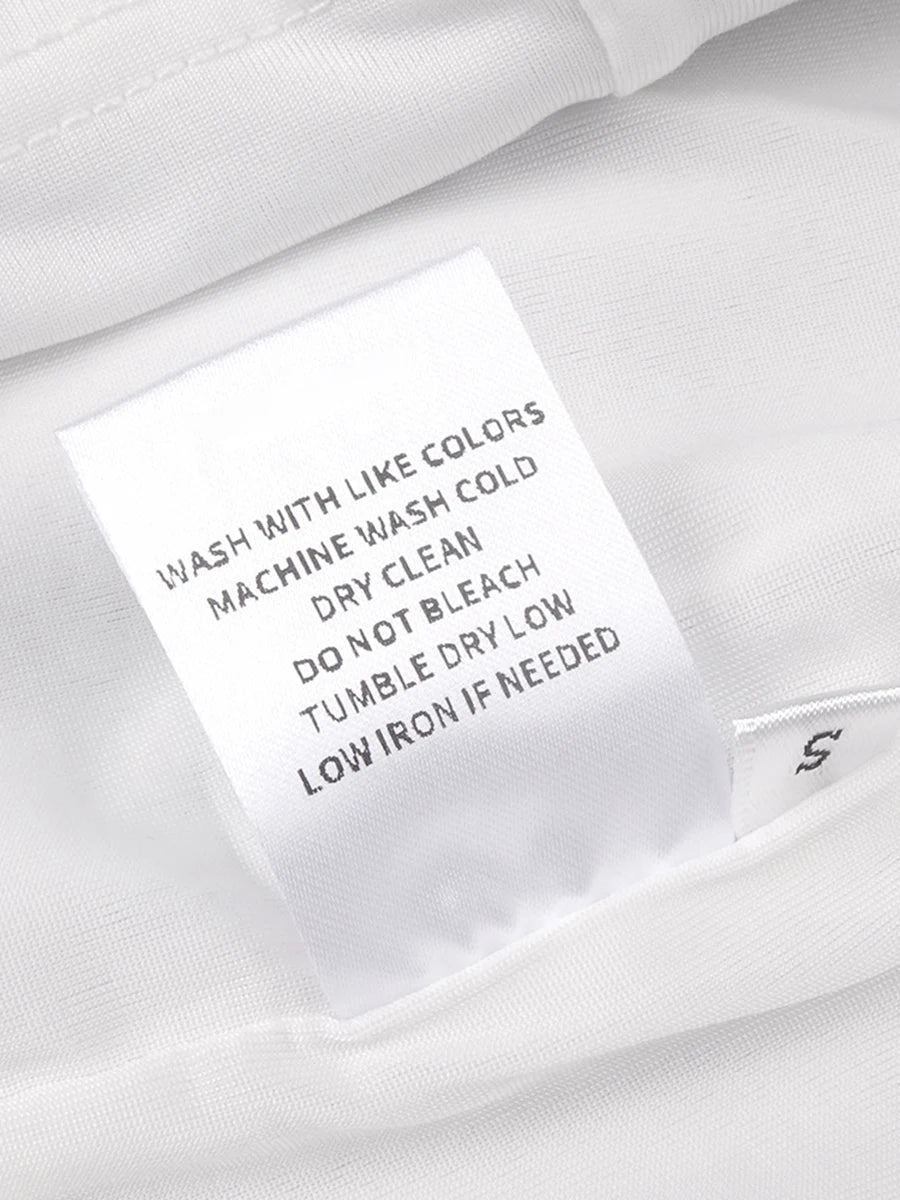 WASH WITH LIKE COLORS
MACHINE WASH COLD
DRY CLEAN
DO NOT BLEACH
TUMBLE DRY LOW
LOW IRON IF NEEDED
S